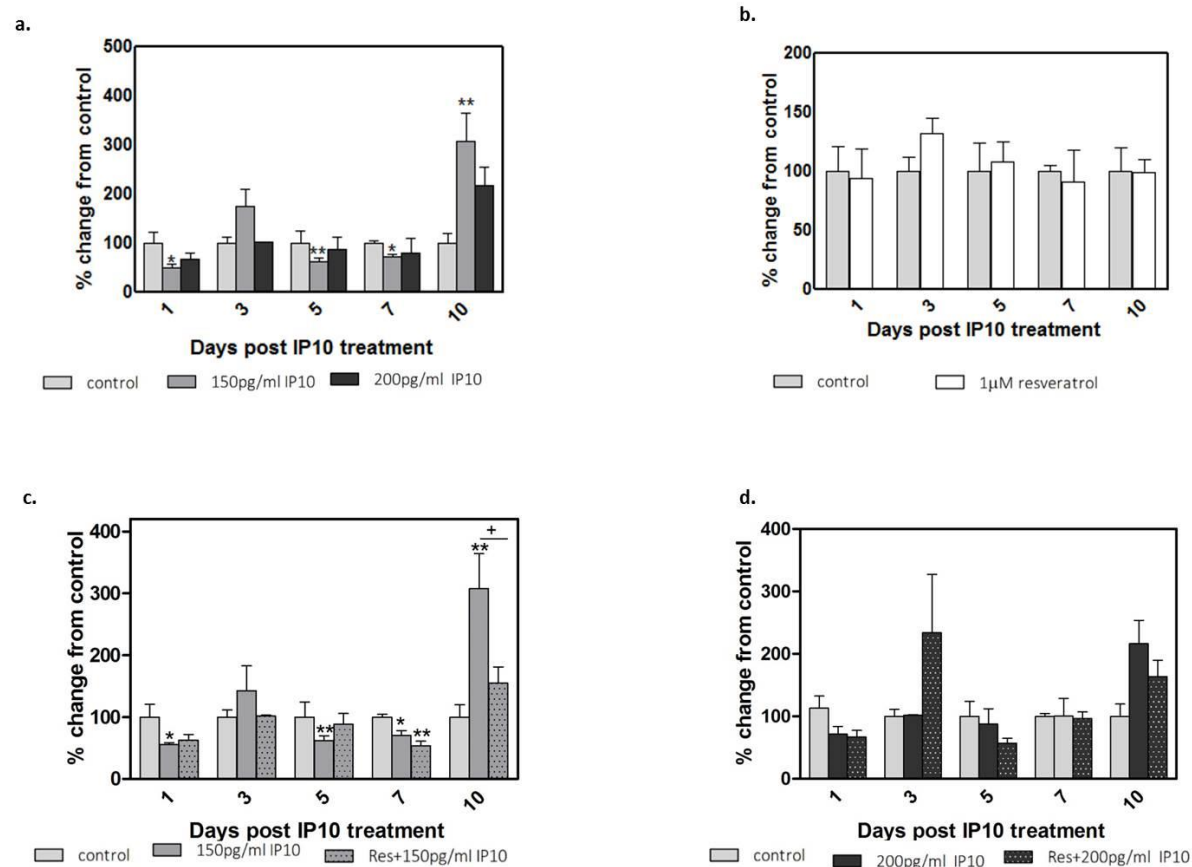 a.
% change from control
500
400
300
200
100
0
* ** * **
1 3 5 7 10
Days post IP10 treatment
control 150pg/ml IP10 200pg/ml IP10
b.
% change from control
200
150
100
50
0
1 3 5 7 10
Days post IP10 treatment
control 1µM resveratrol
c.
% change from control
400
300
200
100
0
* ** * ** ** +
1 3 5 7 10
Days post IP10 treatment
control 150pg/ml IP10 Res+150pg/ml IP10
d.
% change from control
400
300
200
100
0
1 3 5 7 10
Days post IP10 treatment
control 200pg/ml IP10 Res+200pg/ml IP10